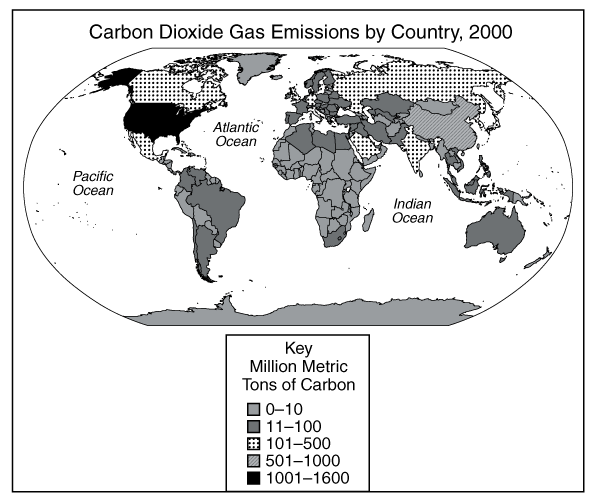 Carbon Dioxide Gas Emissions by Country, 2000
Atlantic
Ocean
Pacific
Ocean
Indian
Ocean
Key
Million Metric
Tons of Carbon
0–10
11–100
101–500
501–1000
1001–1600